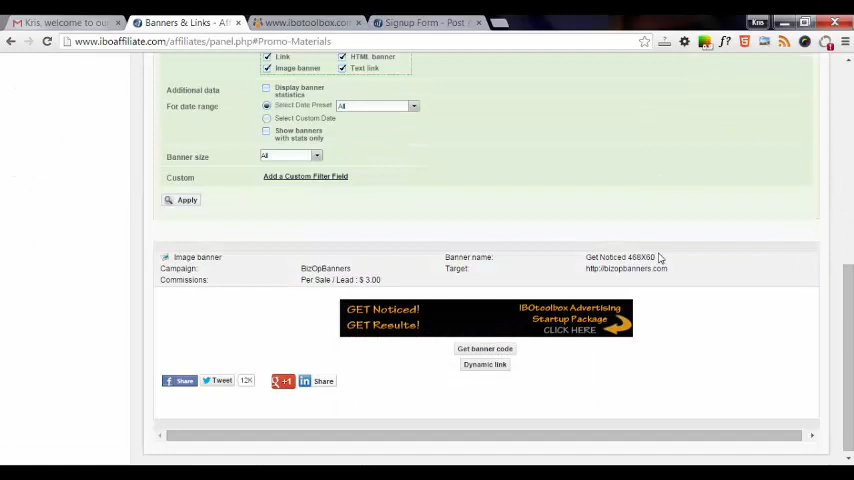 Kris, welcome to our
Banners & Links - Af
www.ibotoolbox.com
Signup Form - Post A
Kris
www.iboaffiliate.com/affiliates/panel.php#Promo-Materials
Link
HTML banner
Image banner
Text link
Additional data
Display banner
statistics
For date range
Select Date Preset
All
Select Custom Date
Show banners
with stats only
Banner size
All
Custom
Add a Custom Filter Field
Apply
Image banner
Banner name:
Get Noticed 468X60
Campaign:
BizOpBanners
Target:
http://bizopbanners.com
Commissions:
Per Sale / Lead : $ 3.00
GET Noticed!
GET Results!
IBOtoolbox Advertising
Startup Package
CLICK HERE
Get banner code
Dynamic link
Share
Tweet
12K
+1
Share